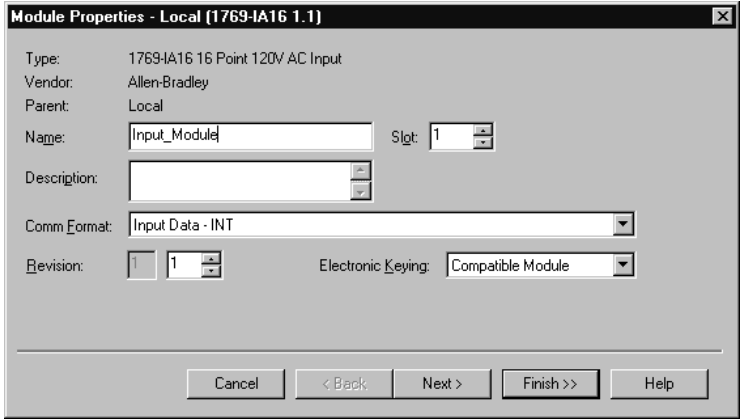 Module Properties - Local (1769-IA16 1.1)
Type: 1769-IA16 16 Point 120V AC Input
Vendor: Allen-Bradley
Parent: Local
Name: Input_Module Slot: 1
Description:
Comm Format: Input Data - INT
Revision: 1 1 Electronic Keying: Compatible Module
Cancel < Back Next > Finish >> Help